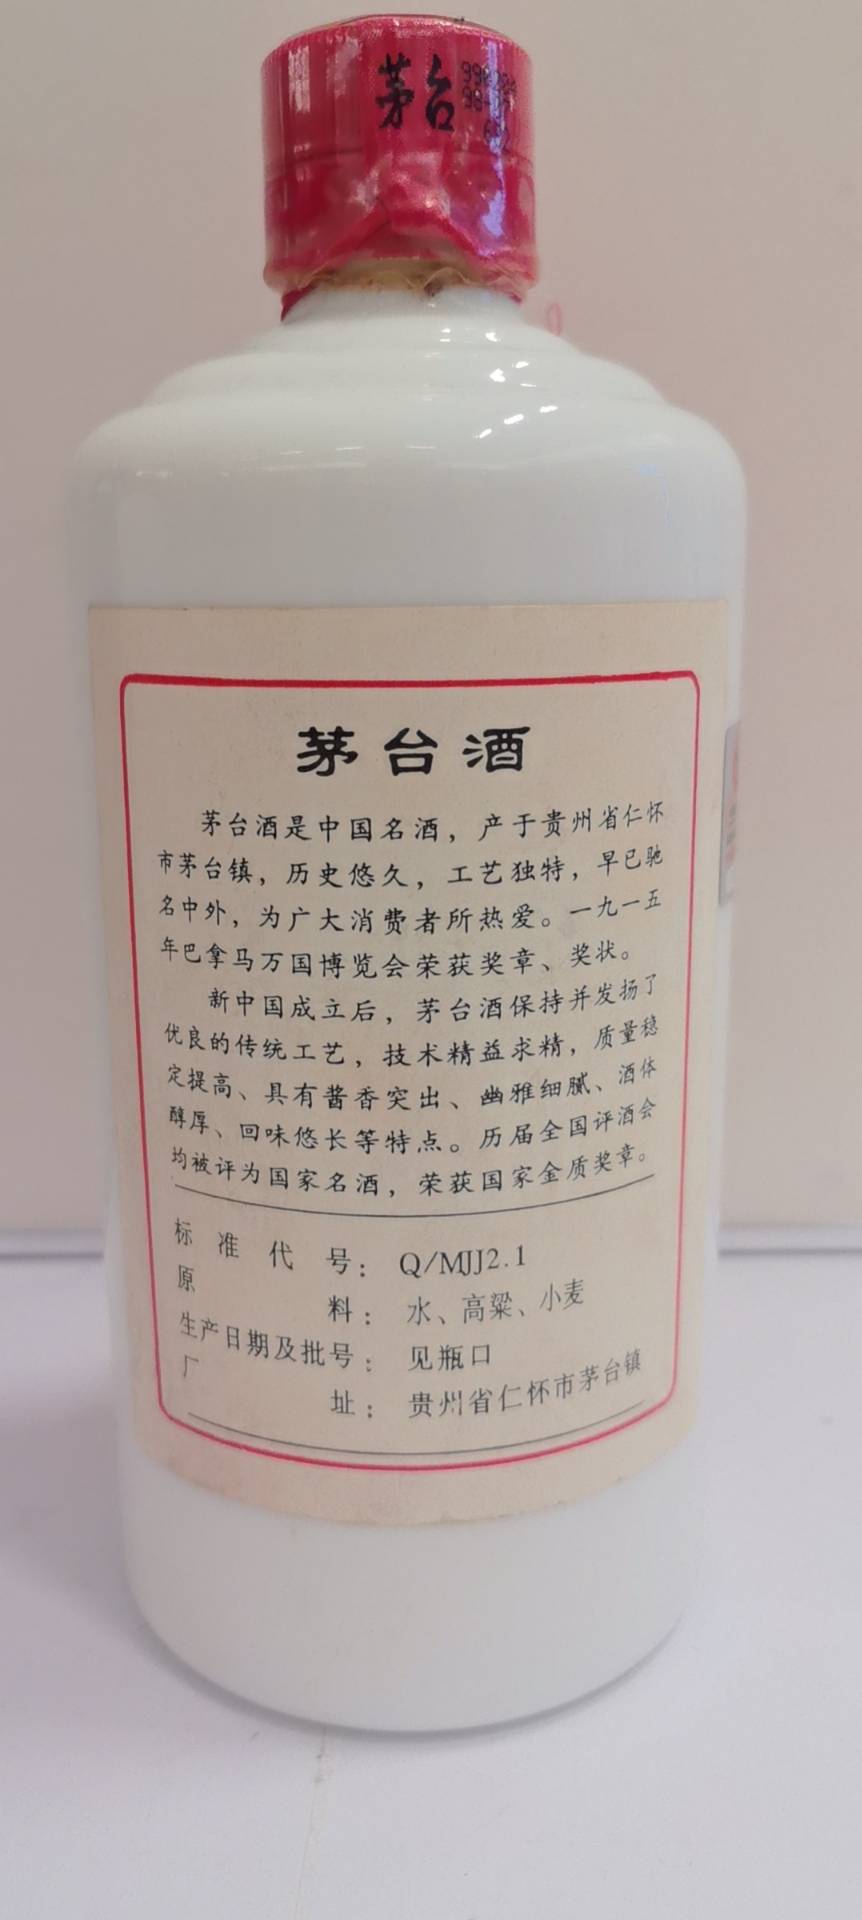 茅台
茅台酒
茅台酒是中国名酒，产于贵州省仁怀
市茅台镇，历史悠久，工艺独特，早已驰
名中外，为广大消费者所热爱。一九一五
年巴拿马万国博览会荣获奖章、奖状。
新中国成立后，茅台酒保持并发扬了
优良的传统工艺，技术精益求精，质量稳
定提高、具有酱香突出、幽雅细腻、酒体
醇厚、回味悠长等特点。历届全国评酒会
均被评为国家名酒，荣获国家金质奖章。
标准代号：Q/MJJ2.1
原料：水、高粱、小麦
生产日期及批号：见瓶口
厂址：贵州省仁怀市茅台镇